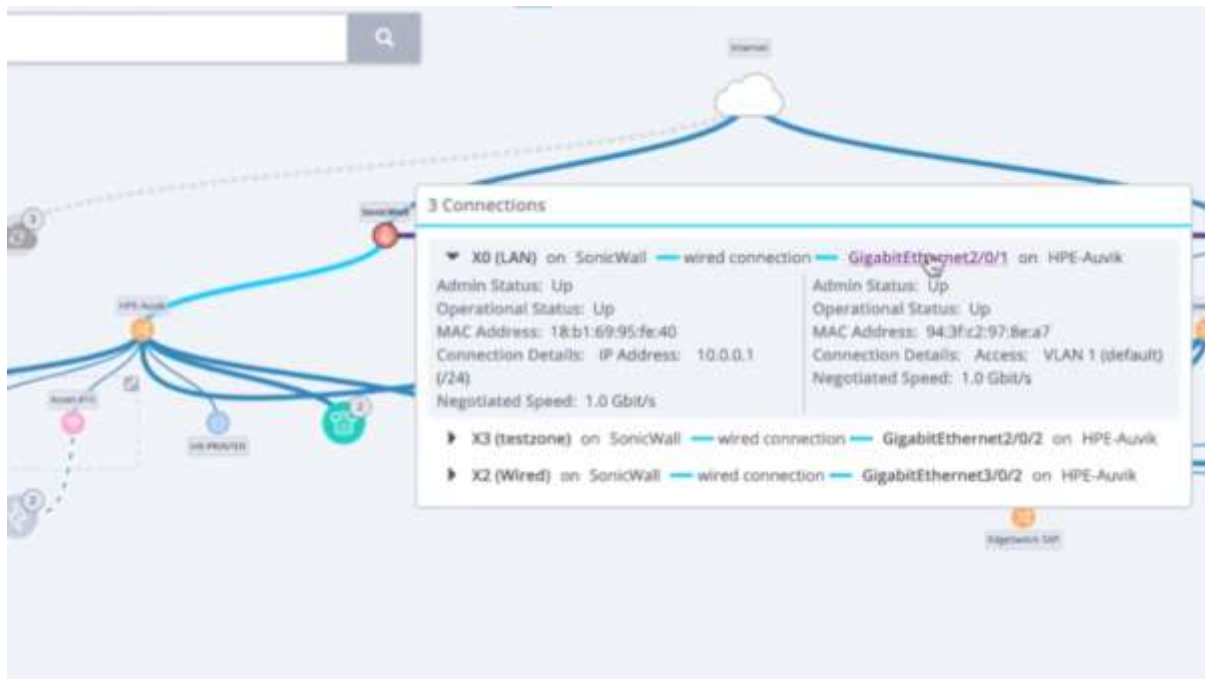 Internet
3
SonicWall
3 Connections
X0 (LAN) on SonicWall wired connection GigabitEthernet2/0/1 on HPE-Auvik
Admin Status: Up
Operational Status: Up
MAC Address: 18:b1:69:95:fe:40
Connection Details: IP Address: 10.0.0.1
(/24)
Negotiated Speed: 1.0 Gbit/s
Admin Status: Up
Operational Status: Up
MAC Address: 94:3f:c2:97:8e:a7
Connection Details: Access: VLAN 1 (default)
Negotiated Speed: 1.0 Gbit/s
X3 (testzone) on SonicWall wired connection GigabitEthernet2/0/2 on HPE-Auvik
X2 (Wired) on SonicWall wired connection GigabitEthernet3/0/2 on HPE-Auvik
HPE-Auvik
2
HR-PRINTER
2